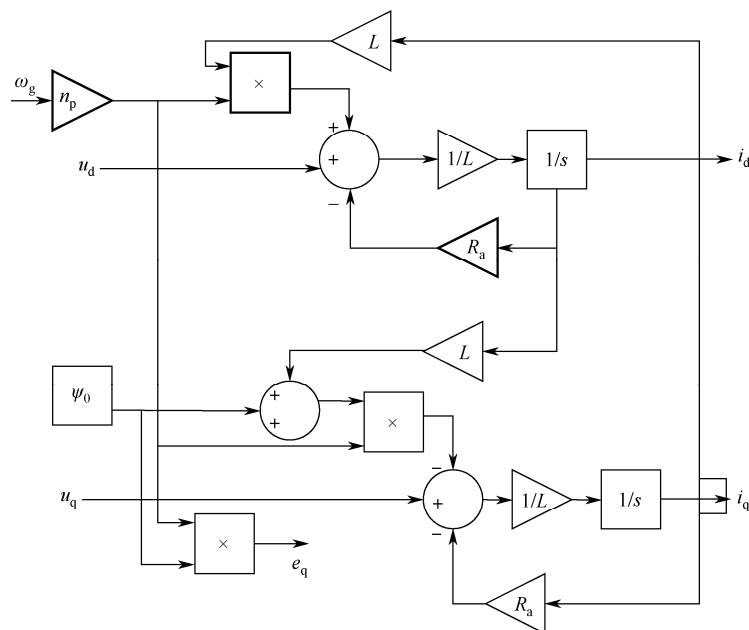 L
ω_g
n_p
×
+
+
−
u_d
1/L
1/s
i_d
R_a
L
ψ_0
+
+
×
−
+
−
u_q
1/L
1/s
i_q
×
e_q
R_a